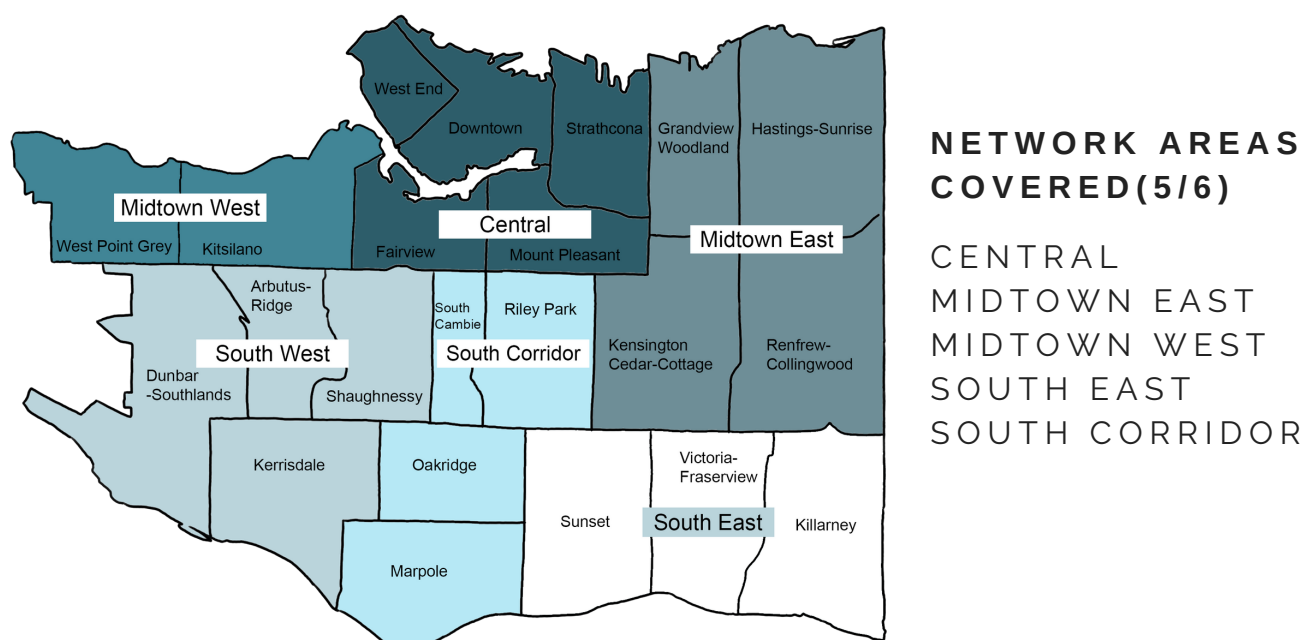 West End
Downtown
Strathcona
Grandview
Woodland
Hastings-Sunrise
Midtown West
Central
Midtown East
West Point Grey
Kitsilano
Fairview
Mount Pleasant
Arbutus-
Ridge
South
Cambie
Riley Park
South West
South Corridor
Kensington
Cedar-Cottage
Renfrew-
Collingwood
Dunbar
-Southlands
Shaughnessy
Kerrisdale
Oakridge
Victoria-
Fraserview
Sunset
South East
Killarney
Marpole
NETWORK AREAS
COVERED(5/6)
CENTRAL
MIDTOWN EAST
MIDTOWN WEST
SOUTH EAST
SOUTH CORRIDOR